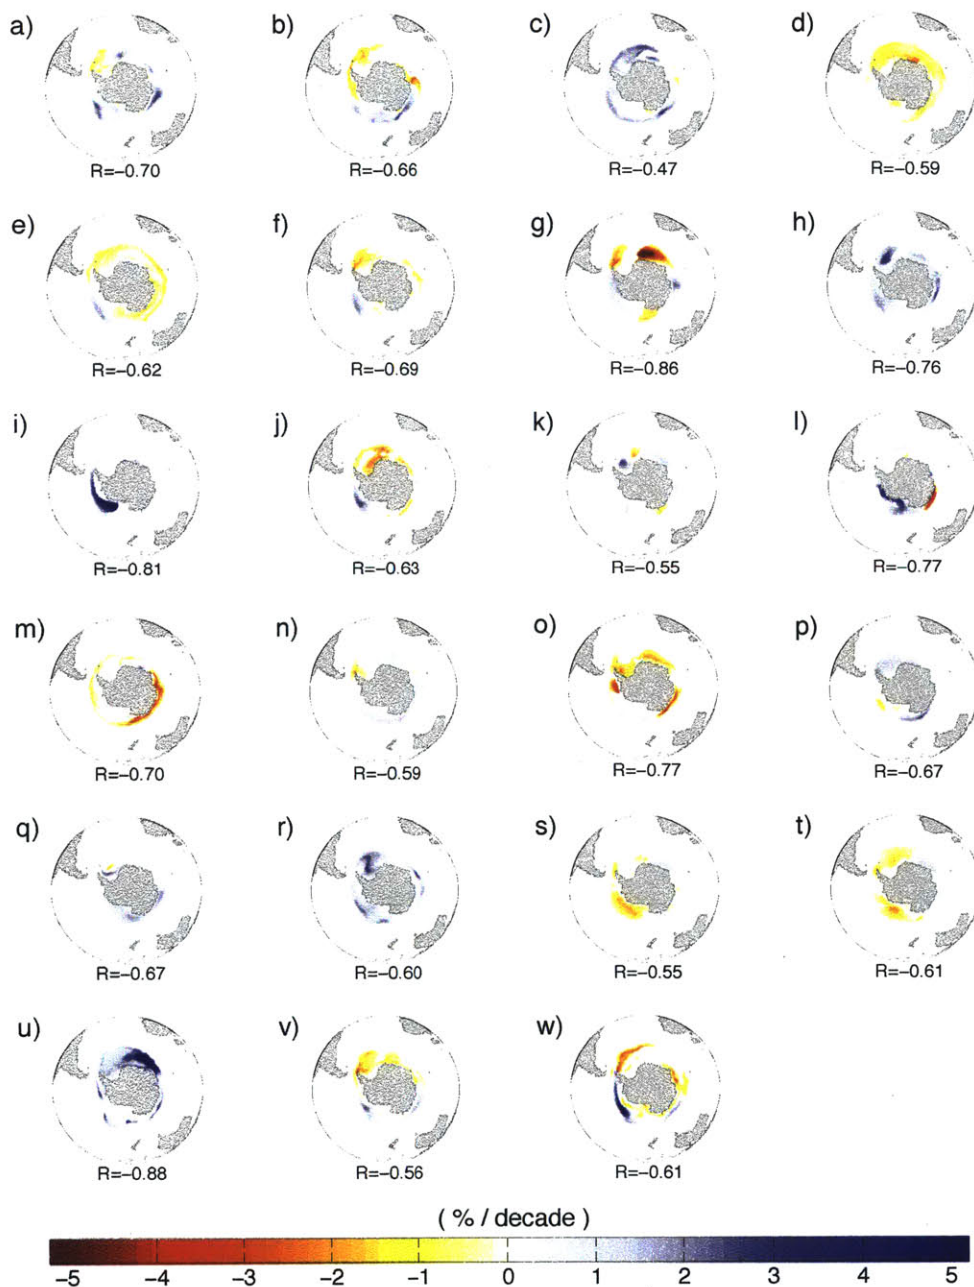 a) b) c) d)
R=−0.70 R=−0.66 R=−0.47 R=−0.59
e) f) g) h)
R=−0.62 R=−0.69 R=−0.86 R=−0.76
i) j) k) l)
R=−0.81 R=−0.63 R=−0.55 R=−0.77
m) n) o) p)
R=−0.70 R=−0.59 R=−0.77 R=−0.67
q) r) s) t)
R=−0.67 R=−0.60 R=−0.55 R=−0.61
u) v) w)
R=−0.88 R=−0.56 R=−0.61
( % / decade )
−5 −4 −3 −2 −1 0 1 2 3 4 5